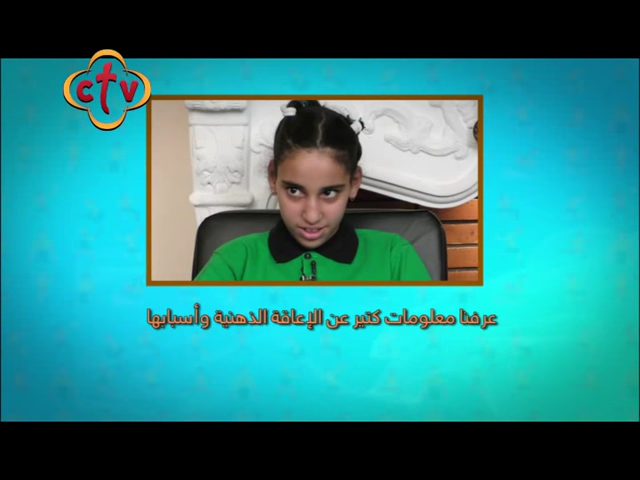 ctv
عرفنا معلومات كتير عن الإعاقة الذهنية وأسبابها